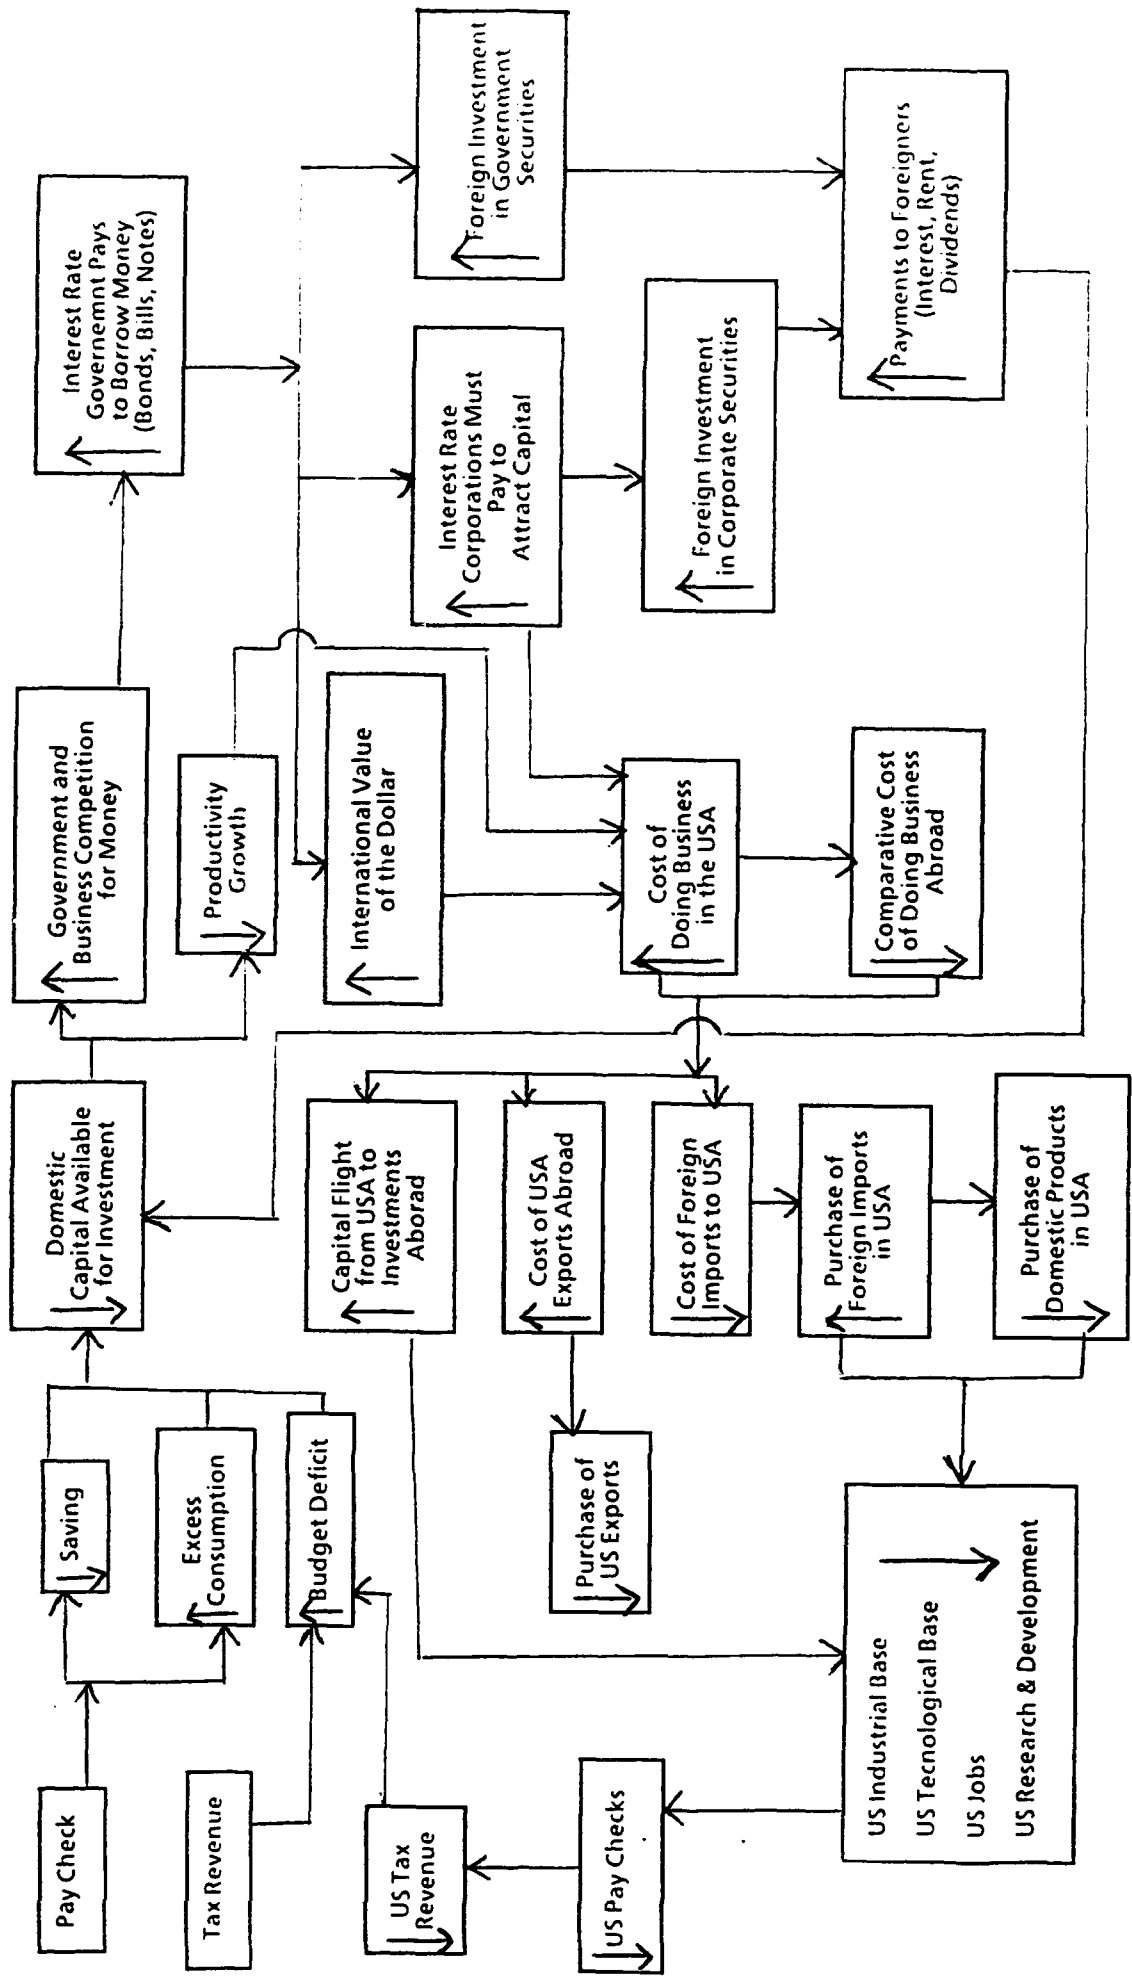 Pay Check
Tax Revenue
US Tax
Revenue
US Pay Checks
Saving
Excess
Consumption
Budget Deficit
Domestic
Capital Available
for Investment
Government and
Business Competition
for Money
Productivity
Growth
Interest Rate
Governemnt Pays
to Borrow Money
(Bonds, Bills, Notes)
International Value
of the Dollar
Interest Rate
Corporations Must
Pay to
Attract Capital
Foreign Investment
in Government
Securities
Foreign Investment
in Corporate Securities
Payments to Foreigners
(Interest, Rent,
Dividends)
Cost of
Doing Business
in the USA
Comparative Cost
of Doing Business
Abroad
Capital Flight
from USA to
Investments
Aborad
Cost of USA
Exports Abroad
Cost of Foreign
Imports to USA
Purchase of
Foreign Imports
in USA
Purchase of
Domestic Products
in USA
Purchase of
US Exports
US Industrial Base
US Tecnological Base
US Jobs
US Research & Development